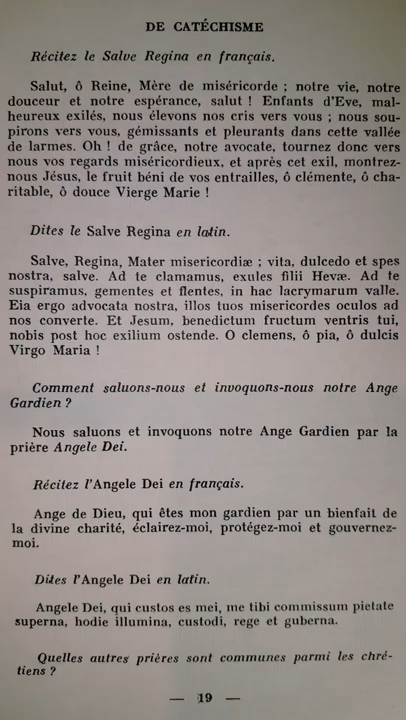 DE CATÉCHISME
Récitez le Salve Regina en français.
Salut, ô Reine, Mère de miséricorde ; notre vie, notre
douceur et notre espérance, salut ! Enfants d'Eve, mal-
heureux exilés, nous élevons nos cris vers vous ; nous sou-
pirons vers vous, gémissants et pleurants dans cette vallée
de larmes. Oh ! de grâce, notre avocate, tournez donc vers
nous vos regards miséricordieux, et après cet exil, montrez-
nous Jésus, le fruit béni de vos entrailles, ô clémente, ô cha-
ritable, ô douce Vierge Marie !
Dites le Salve Regina en latin.
Salve, Regina, Mater misericordiæ ; vita, dulcedo et spes
nostra, salve. Ad te clamamus, exules filii Hevæ. Ad te
suspiramus, gementes et flentes, in hac lacrymarum valle.
Eia ergo advocata nostra, illos tuos misericordes oculos ad
nos converte. Et Jesum, benedictum fructum ventris tui,
nobis post hoc exilium ostende. O clemens, ô pia, ô dulcis
Virgo Maria !
Comment saluons-nous et invoquons-nous notre Ange
Gardien ?
Nous saluons et invoquons notre Ange Gardien par la
prière Angele Dei.
Récitez l'Angele Dei en français.
Ange de Dieu, qui êtes mon gardien par un bienfait de
la divine charité, éclairez-moi, protégez-moi et gouvernez-
moi.
Dites l'Angele Dei en latin.
Angele Dei, qui custos es mei, me tibi commissum pietate
superna, hodie illumina, custodi, rege et guberna.
Quelles autres prières sont communes parmi les chré-
tiens ?
— 19 —